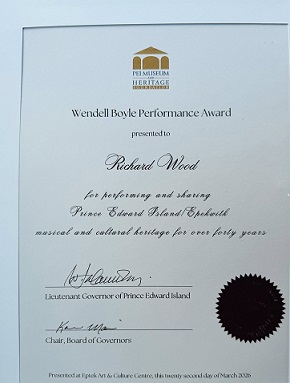 PEI MUSEUM
AND
HERITAGE
FOUNDATION
Wendell Boyle Performance Award
presented to
Richard Wood
for performing and sharing
Prince Edward Island/Epekwitk
musical and cultural heritage for over forty years
Lieutenant Governor of Prince Edward Island
Chair, Board of Governors
Presented at Eptek Art & Culture Centre, this twenty second day of March 2026